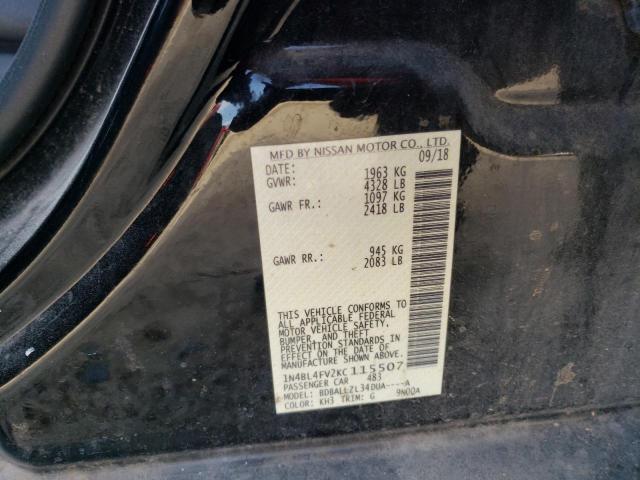 MFD BY NISSAN MOTOR CO., LTD.
DATE: 09/18
GVWR: 1963 KG
4328 LB
GAWR FR.: 1097 KG
2418 LB
GAWR RR.: 945 KG
2083 LB
THIS VEHICLE CONFORMS TO
ALL APPLICABLE FEDERAL
MOTOR VEHICLE SAFETY,
BUMPER, AND THEFT
PREVENTION STANDARDS IN
EFFECT ON THE DATE OF
MANUFACTURE SHOWN ABOVE.
1N4BL4FV2KC115507
PASSENGER CAR 483
MODEL: BDBALLZL34DUA----A
COLOR: KH3 TRIM: G 9N00A